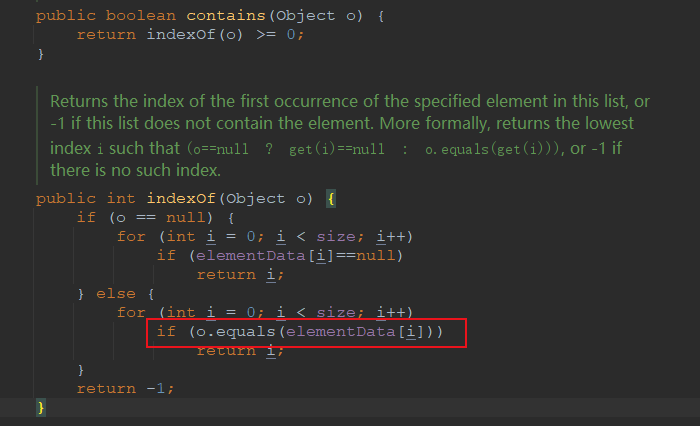 public boolean contains(Object o) {
    return indexOf(o) >= 0;
}
Returns the index of the first occurrence of the specified element in this list, or
-1 if this list does not contain the element. More formally, returns the lowest
index i such that (o==null ? get(i)==null : o.equals(get(i))), or -1 if
there is no such index.
public int indexOf(Object o) {
    if (o == null) {
        for (int i = 0; i < size; i++)
            if (elementData[i]==null)
                return i;
    } else {
        for (int i = 0; i < size; i++)
            if (o.equals(elementData[i]))
                return i;
    }
    return -1;
}